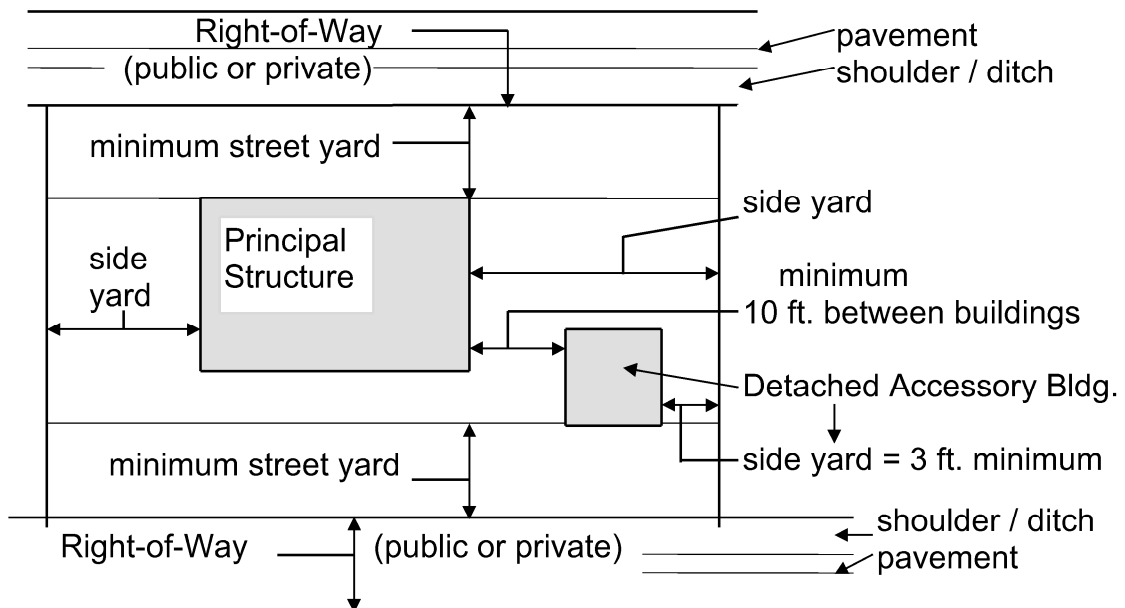 Right-of-Way
(public or private)
pavement
shoulder / ditch
minimum street yard
side yard
Principal
Structure
side
yard
minimum
10 ft. between buildings
Detached Accessory Bldg.
minimum street yard
side yard = 3 ft. minimum
Right-of-Way
(public or private)
shoulder / ditch
pavement